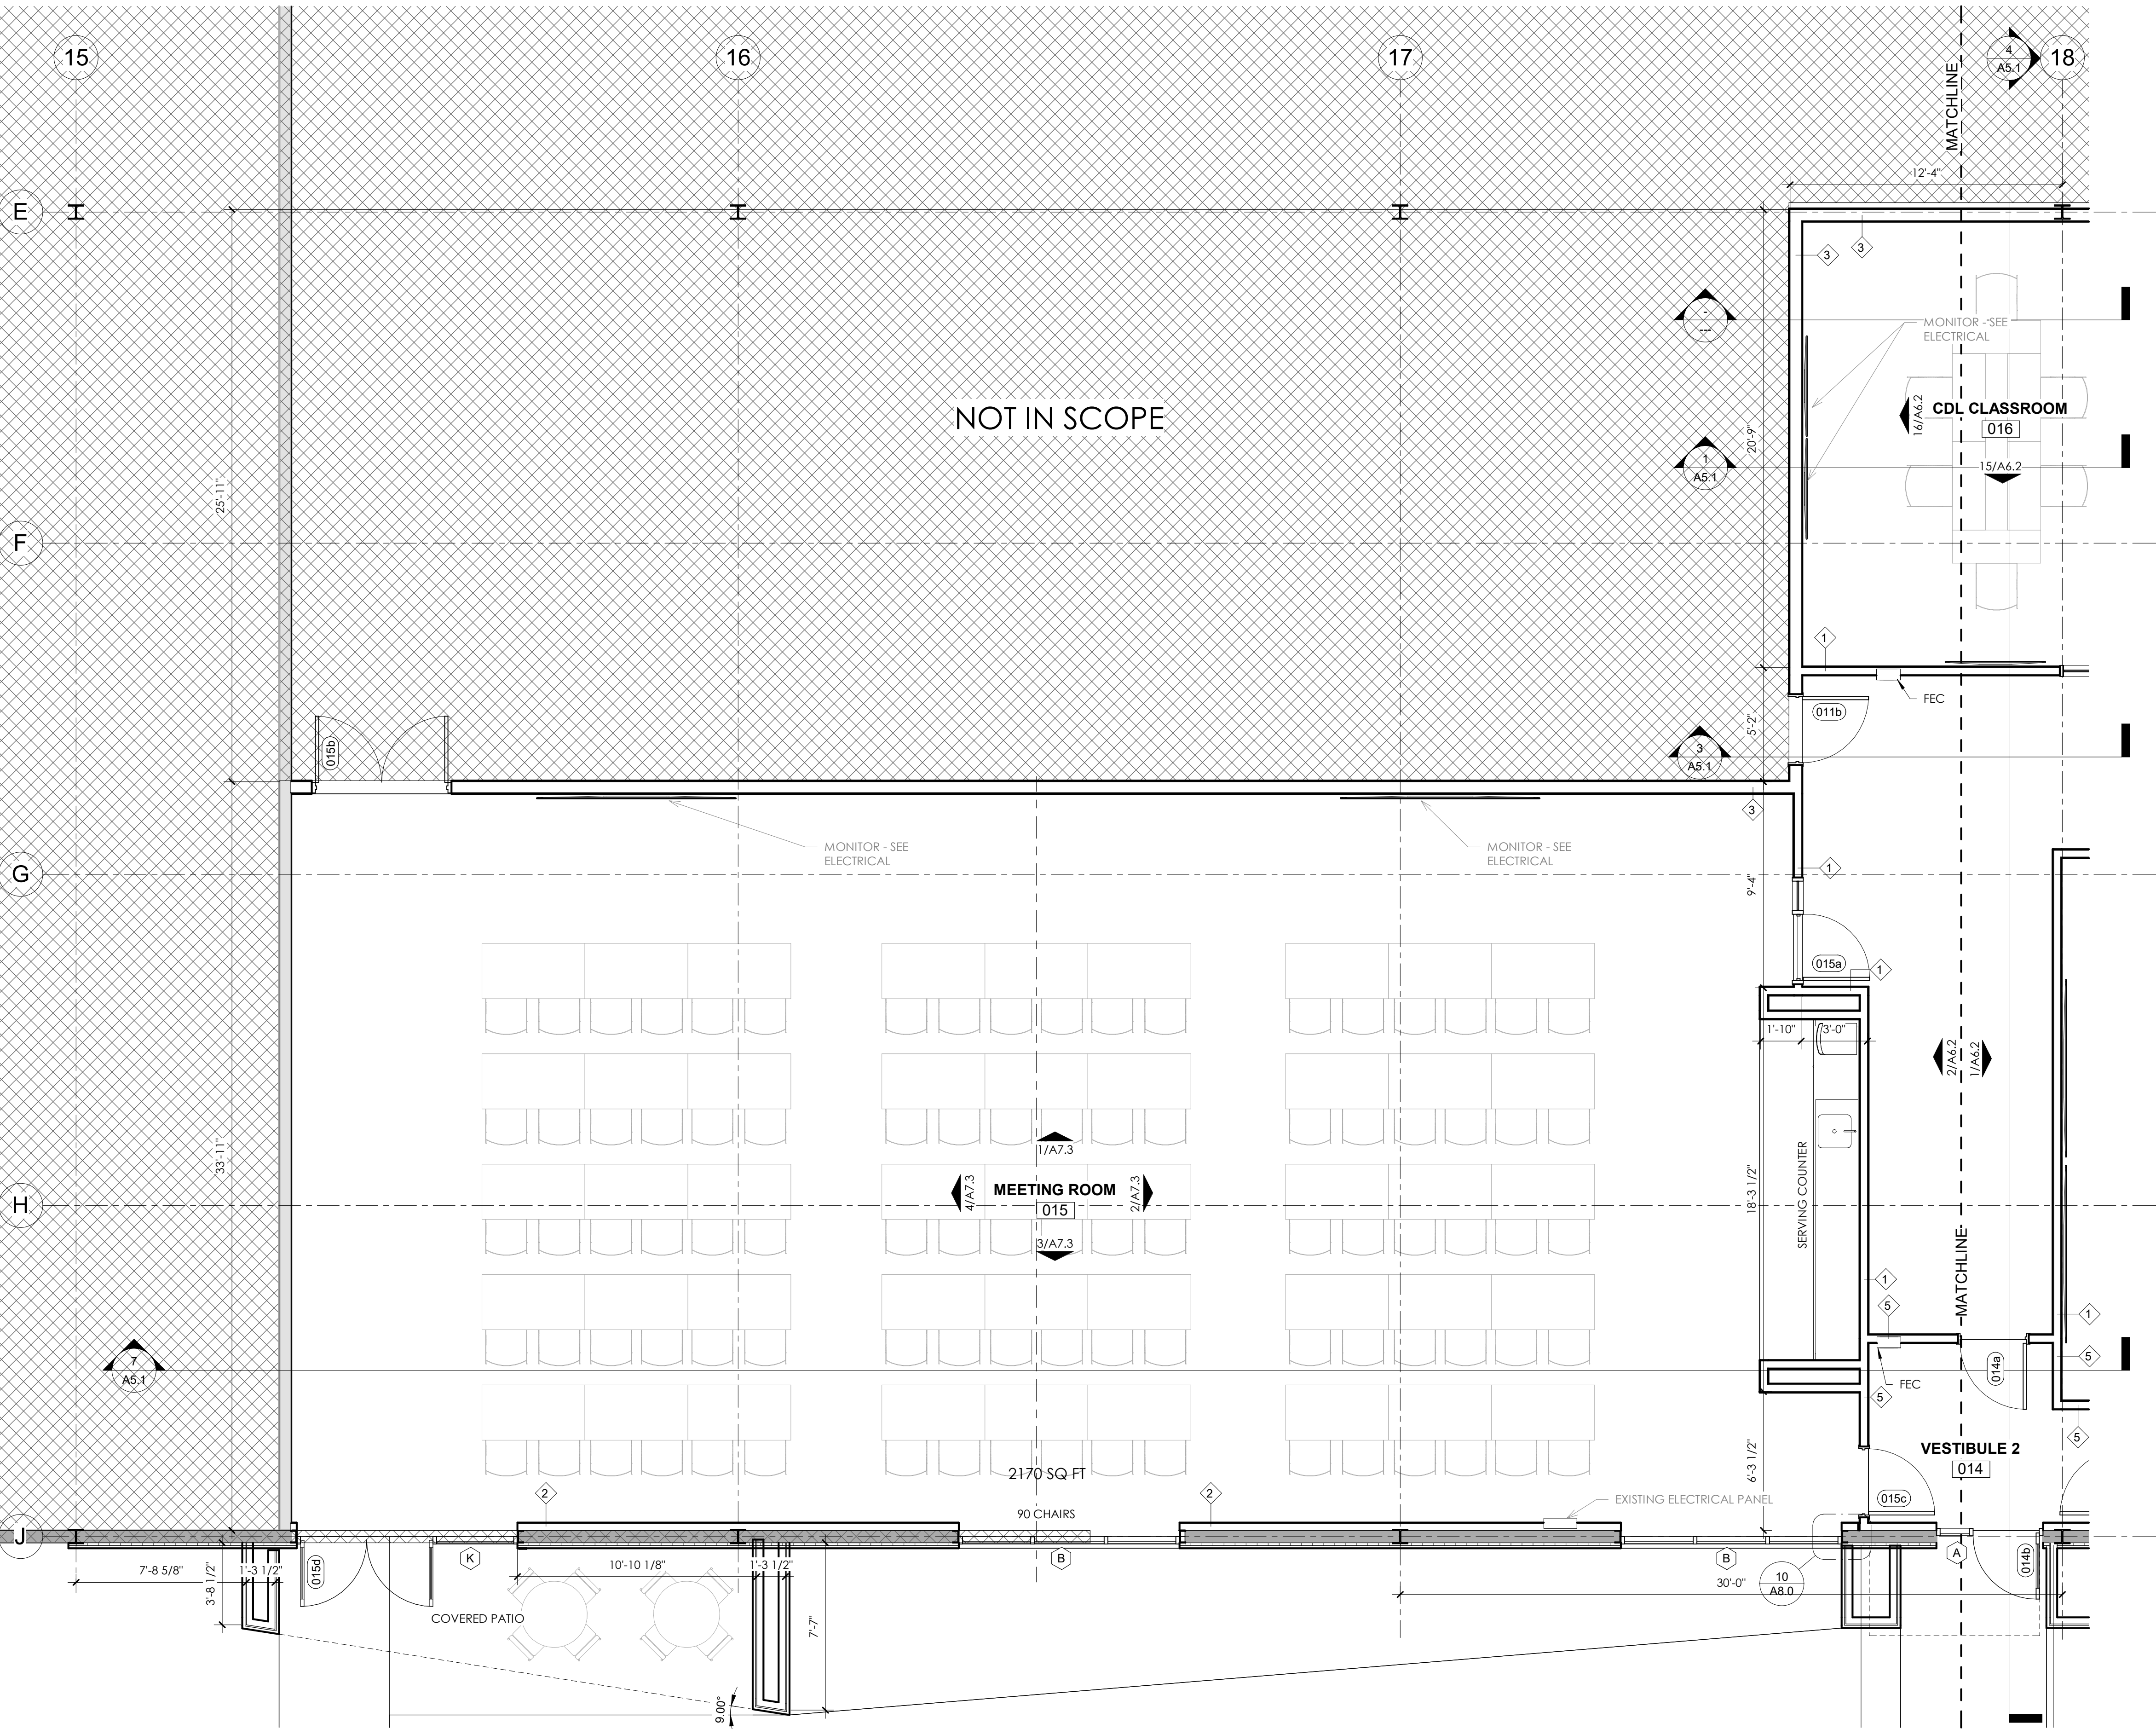 15
16
17
4
A5.1
18
MATCHLINE
12'-4"
E
3
3
-
---
MONITOR - SEE
ELECTRICAL
NOT IN SCOPE
16/A6.2
CDL CLASSROOM
016
20'-9"
1
A5.1
15/A6.2
25'-11"
F
1
FEC
011b
5'-2"
015b
3
A5.1
3
MONITOR - SEE
ELECTRICAL
MONITOR - SEE
ELECTRICAL
G
1
9'-4"
015a
1
1'-10"
3'-0"
2/A6.2
1/A6.2
33'-11"
1/A7.3
4/A7.3
MEETING ROOM
015
2/A7.3
3/A7.3
H
18'-3 1/2"
SERVING COUNTER
MATCHLINE
1
5
1
7
A5.1
014a
5
FEC
5
5
VESTIBULE 2
014
6'-3 1/2"
2170 SQ FT
90 CHAIRS
2
2
EXISTING ELECTRICAL PANEL
015c
J
K
B
B
A
7'-8 5/8"
3'-8 1/2"
1'-3 1/2"
015d
10'-10 1/8"
1'-3 1/2"
30'-0"
10
A8.0
014b
COVERED PATIO
7'-7"
9.00°